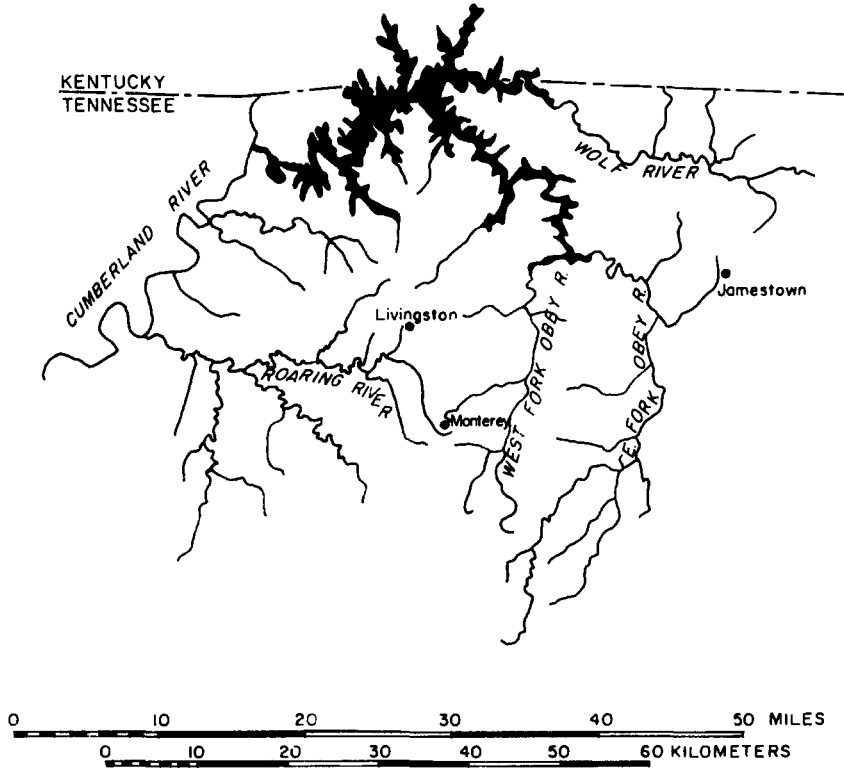 KENTUCKY
TENNESSEE
WOLF RIVER
CUMBERLAND RIVER
Jamestown
Livingston
WEST FORK OBBY R.
E. FORK OBEY R.
ROARING RIVER
Monterey
0 10 20 30 40 50 MILES
0 10 20 30 40 50 60 KILOMETERS